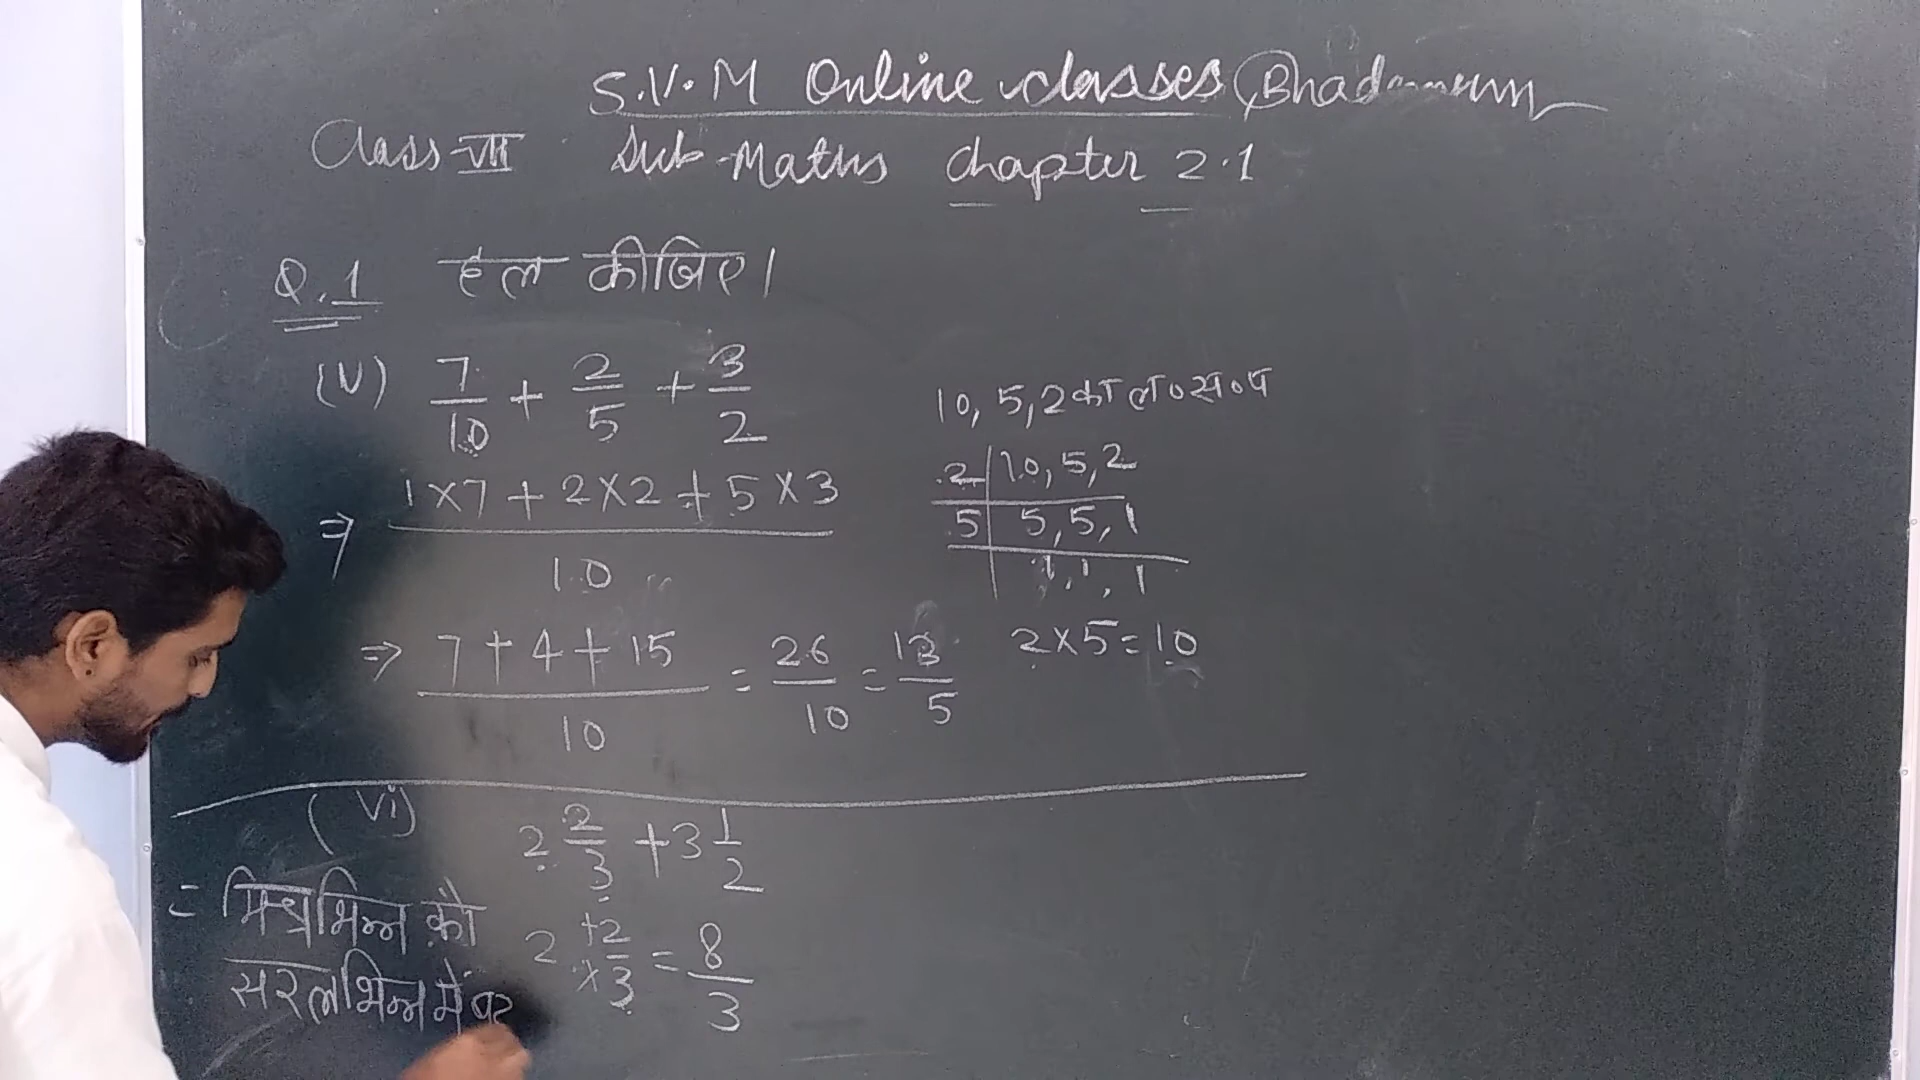 S.V.M Online classes
Class-VII Sub-Maths Chapter 2.1
Q.1 हल कीजिए।
(V) 7/10 + 2/5 + 3/2
⇒ 1×7 + 2×2 + 5×3 / 10
⇒ 7+4+15 / 10 = 26/10 = 13/5
10, 5, 2 का ल०स०प
2 | 10, 5, 2
5 | 5, 5, 1
1, 1, 1
2×5=10
(vi) 2 2/3 + 3 1/2
= मिश्रभिन्न को
सरलभिन्न में
2 +2/×3 = 8/3